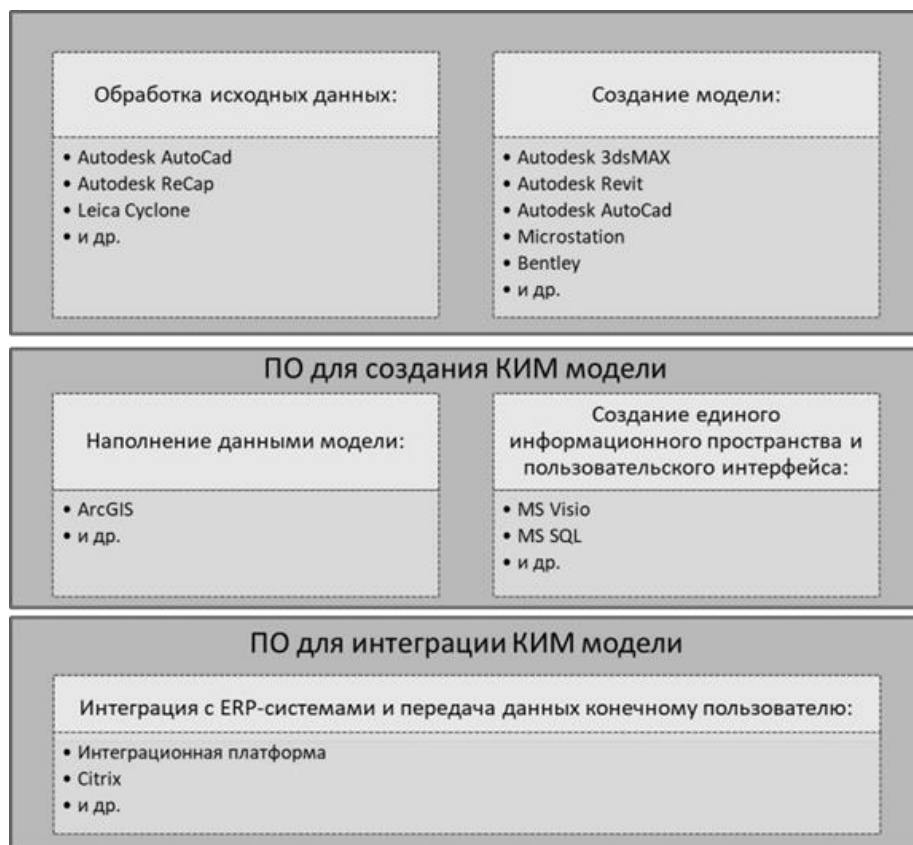 Обработка исходных данных:
• Autodesk AutoCad
• Autodesk ReCap
• Leica Cyclone
• и др.
Создание модели:
• Autodesk 3dsMAX
• Autodesk Revit
• Autodesk AutoCad
• Microstation
• Bentley
• и др.
ПО для создания КИМ модели
Наполнение данными модели:
• ArcGIS
• и др.
Создание единого
информационного пространства и
пользовательского интерфейса:
• MS Visio
• MS SQL
• и др.
ПО для интеграции КИМ модели
Интеграция с ERP-системами и передача данных конечному пользователю:
• Интеграционная платформа
• Citrix
• и др.